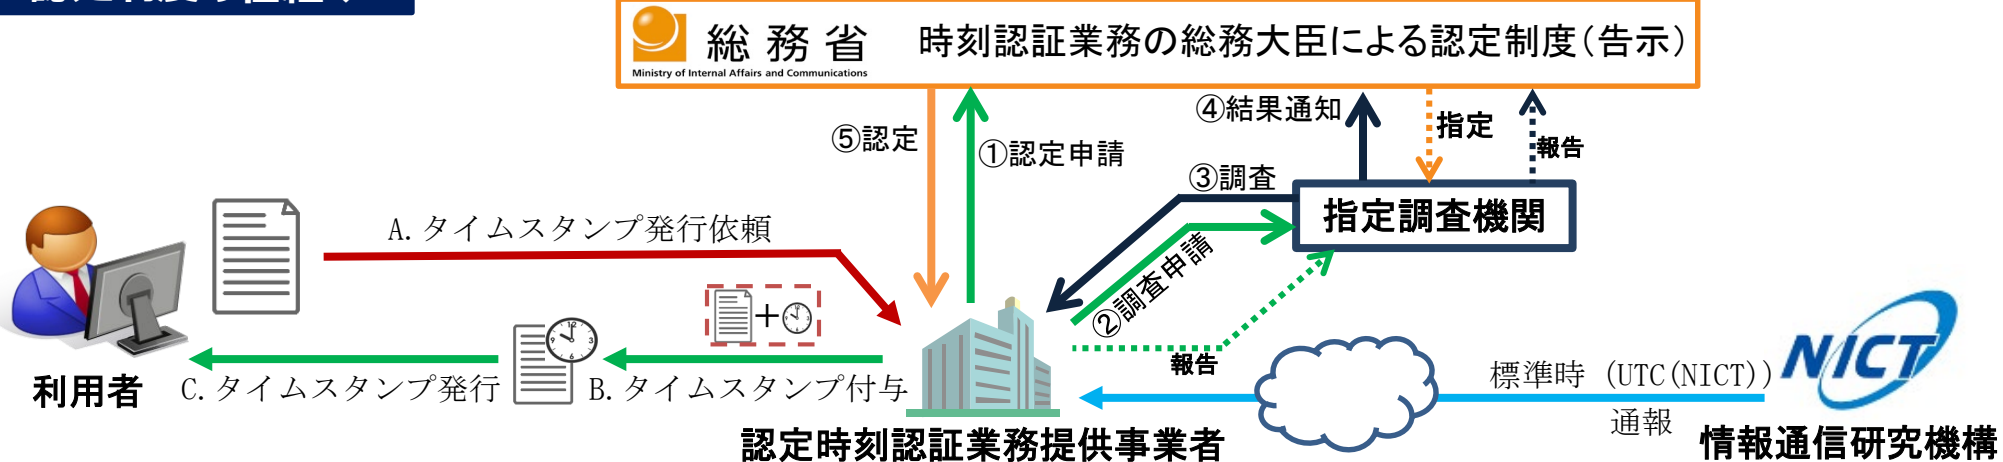 総務省
Ministry of Internal Affairs and Communications
時刻認証業務の総務大臣による認定制度(告示)
⑤認定
①認定申請
④結果通知
指定
報告
③調査
指定調査機関
②調査申請
報告
A.タイムスタンプ発行依頼
+
利用者
C.タイムスタンプ発行
B.タイムスタンプ付与
認定時刻認証業務提供事業者
標準時 (UTC(NICT))
通報
NICT
情報通信研究機構